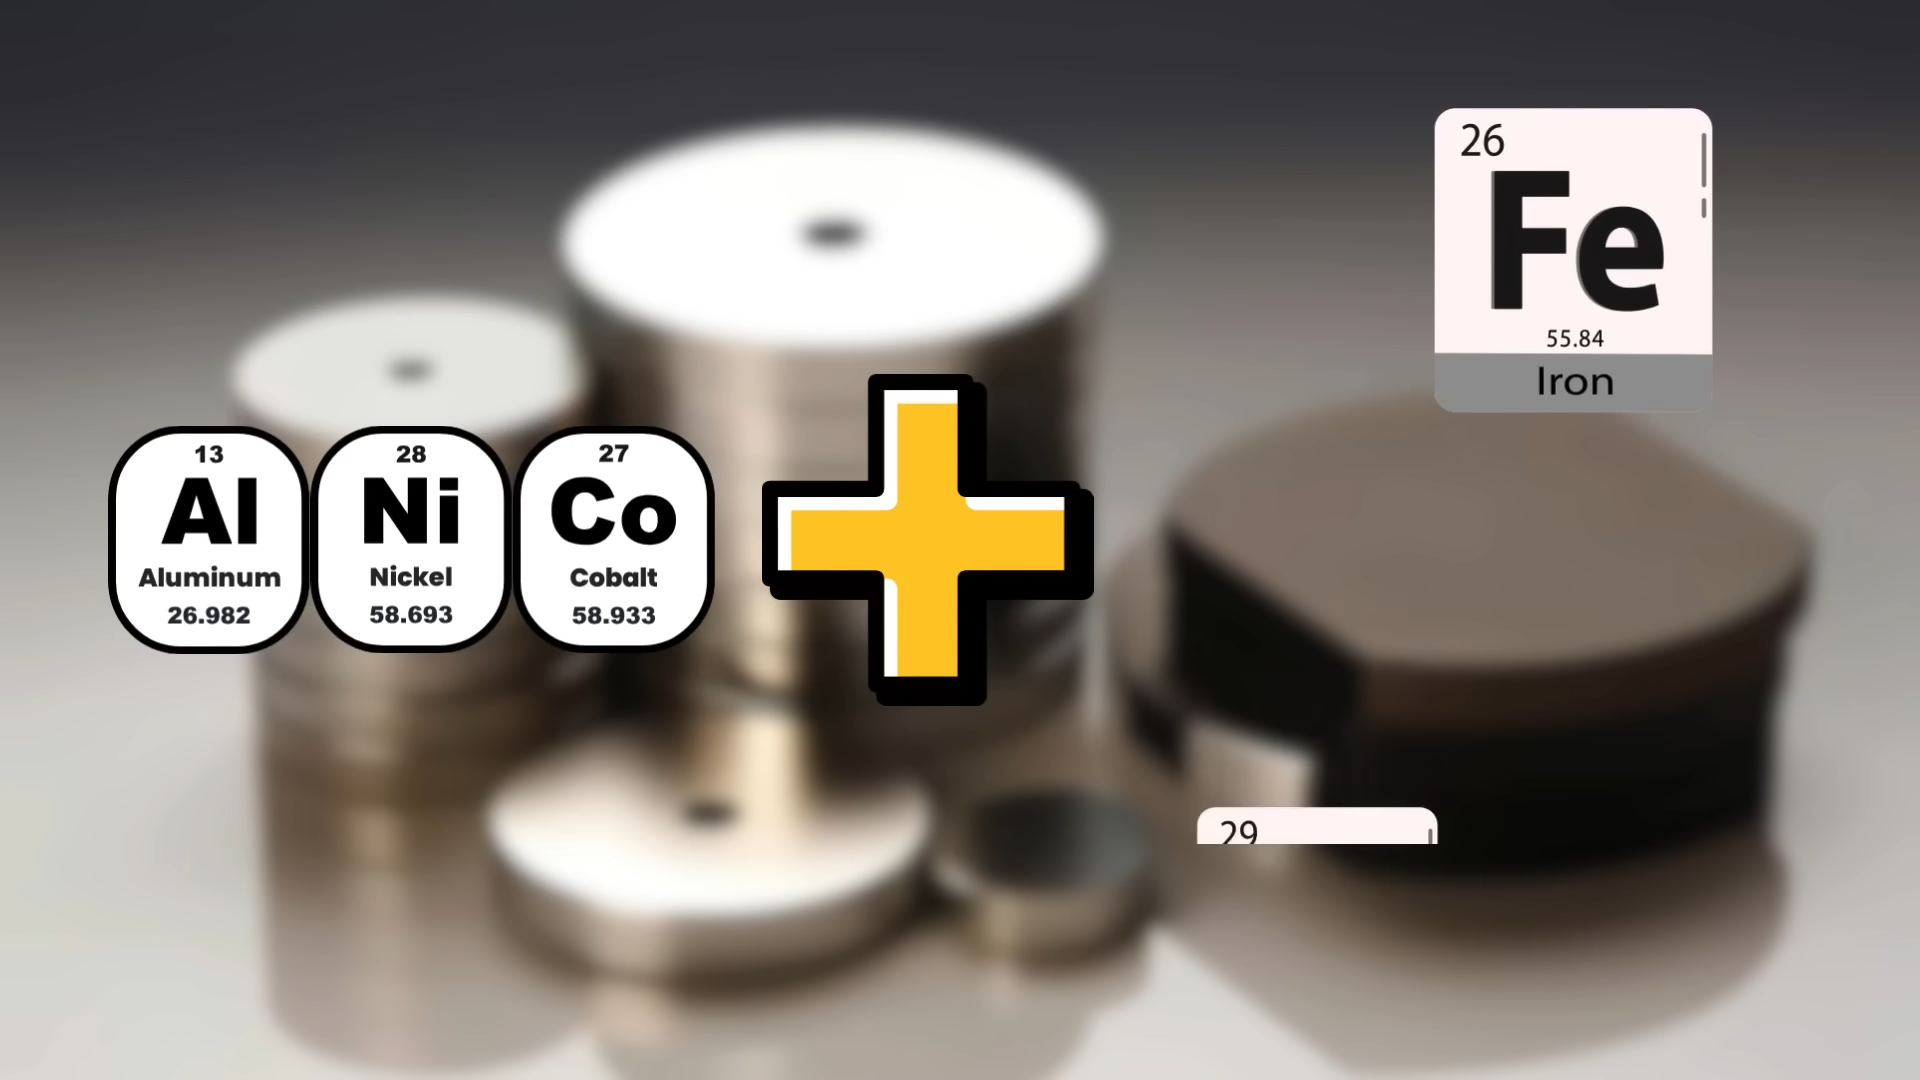 13
Al
Aluminum
26.982
28
Ni
Nickel
58.693
27
Co
Cobalt
58.933
26
Fe
55.84
Iron
29